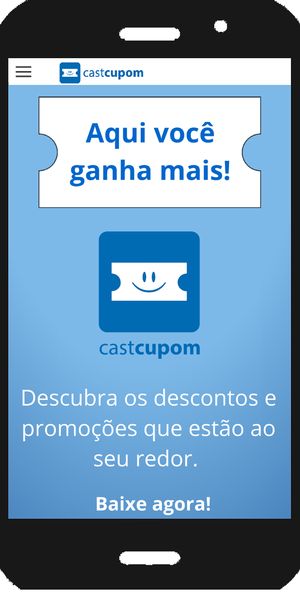 castcupom
Aqui você
ganha mais!
castcupom
Descubra os descontos e
promoções que estão ao
seu redor.
Baixe agora!